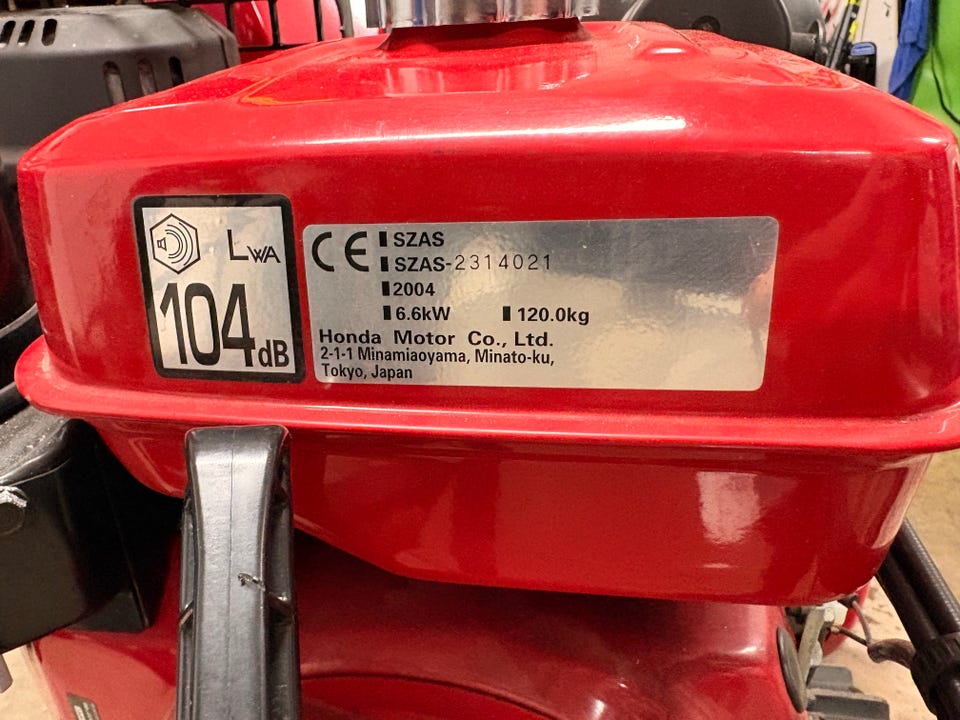 LWA
104dB
CE SZAS
SZAS-2314021
2004
6.6kW 120.0kg
Honda Motor Co., Ltd.
2-1-1 Minamiaoyama, Minato-ku,
Tokyo, Japan